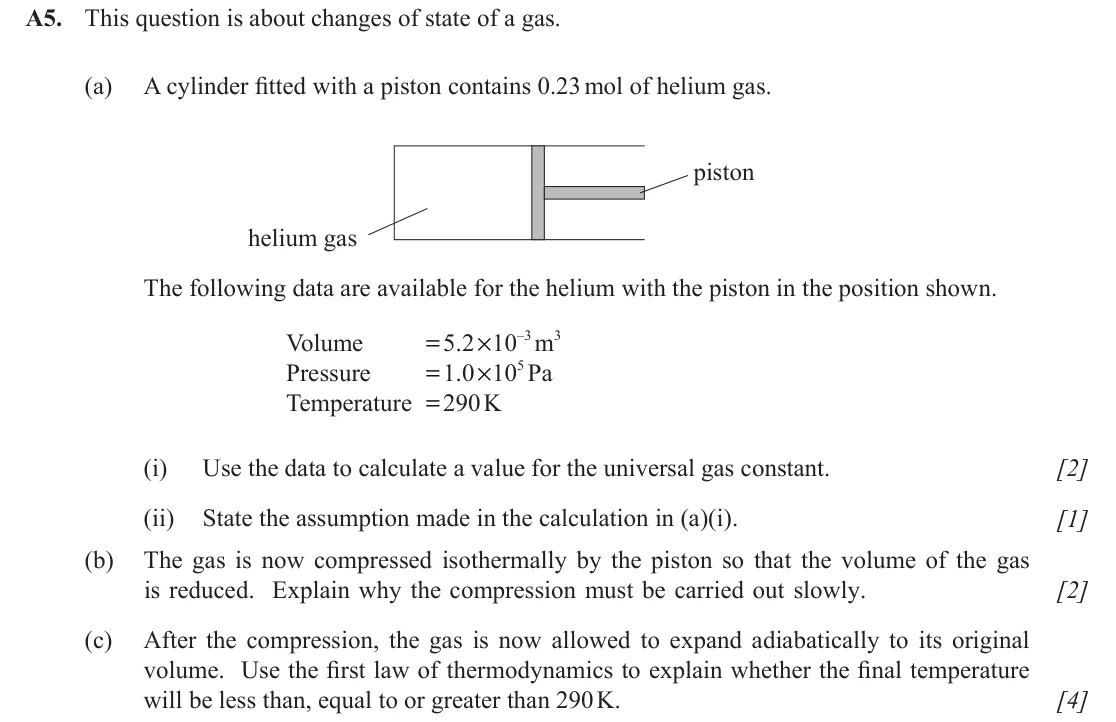 A5. This question is about changes of state of a gas.
(a) A cylinder fitted with a piston contains 0.23 mol of helium gas.
piston
helium gas
The following data are available for the helium with the piston in the position shown.
Volume =5.2×10⁻³ m³
Pressure =1.0×10⁵ Pa
Temperature =290 K
(i) Use the data to calculate a value for the universal gas constant. [2]
(ii) State the assumption made in the calculation in (a)(i). [1]
(b) The gas is now compressed isothermally by the piston so that the volume of the gas
is reduced. Explain why the compression must be carried out slowly. [2]
(c) After the compression, the gas is now allowed to expand adiabatically to its original
volume. Use the first law of thermodynamics to explain whether the final temperature
will be less than, equal to or greater than 290 K. [4]